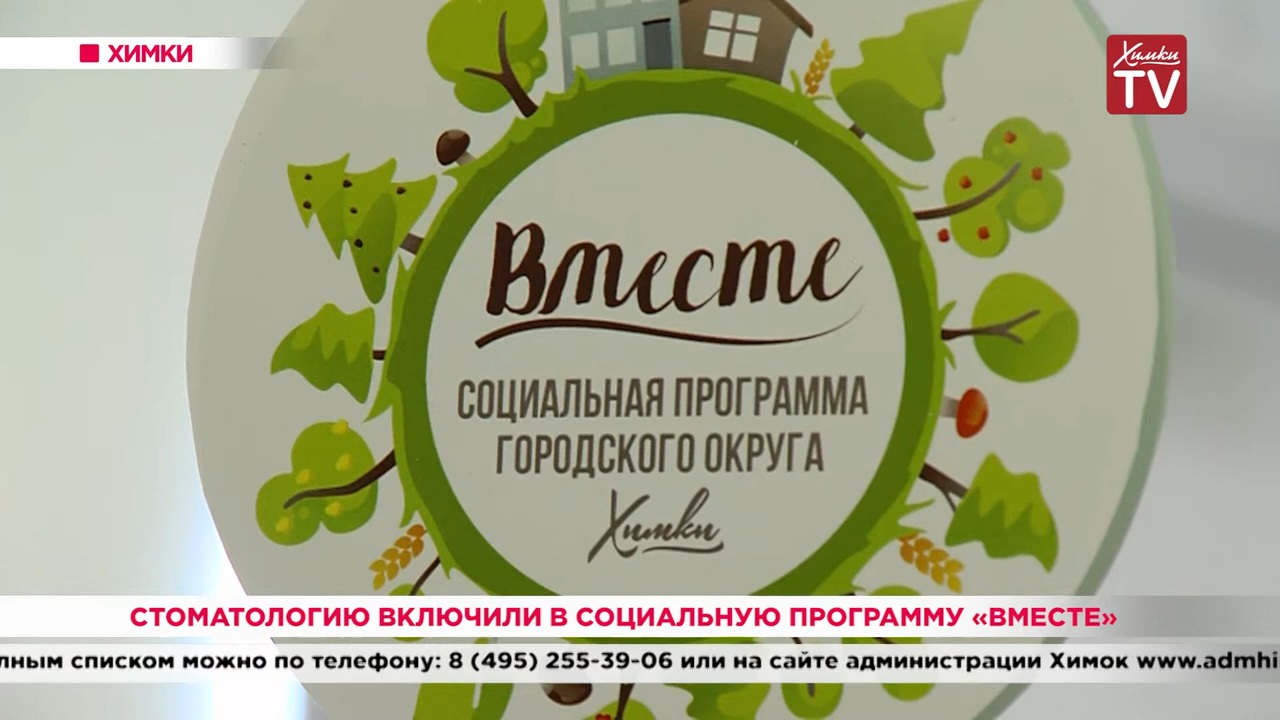 ХИМКИ
Химки
TV
Вместе
СОЦИАЛЬНАЯ ПРОГРАММА
ГОРОДСКОГО ОКРУГА
Химки
СТОМАТОЛОГИЮ ВКЛЮЧИЛИ В СОЦИАЛЬНУЮ ПРОГРАММУ «ВМЕСТЕ»
лным списком можно по телефону: 8 (495) 255-39-06 или на сайте администрации Химок www.admhi